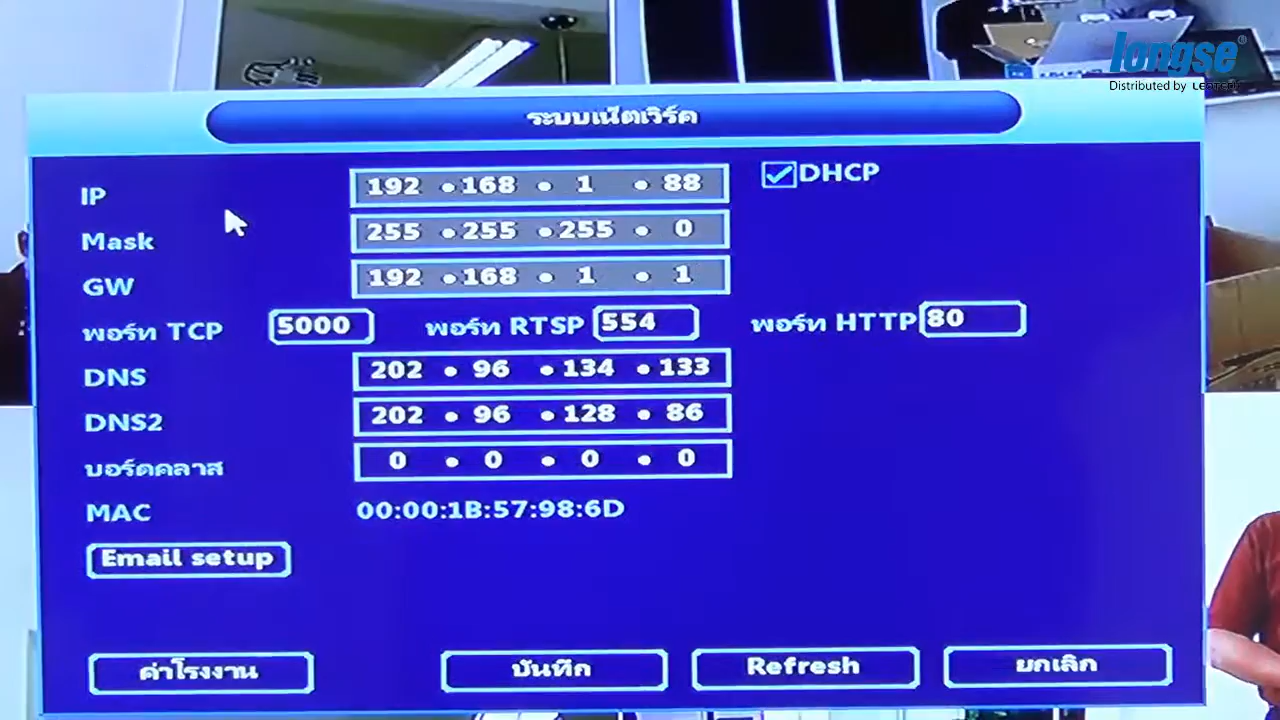 longse®
Distributed by
ระบบเน็ตเวิร์ค
IP 192 . 168 . 1 . 88 DHCP
Mask 255 . 255 . 255 . 0
GW 192 . 168 . 1 . 1
พอร์ท TCP 5000 พอร์ท RTSP 554 พอร์ท HTTP 80
DNS 202 . 96 . 134 . 133
DNS2 202 . 96 . 128 . 86
บอร์ดคลาส 0 . 0 . 0 . 0
MAC 00:00:1B:57:98:6D
Email setup
ค่าโรงงาน บันทึก Refresh ยกเลิก